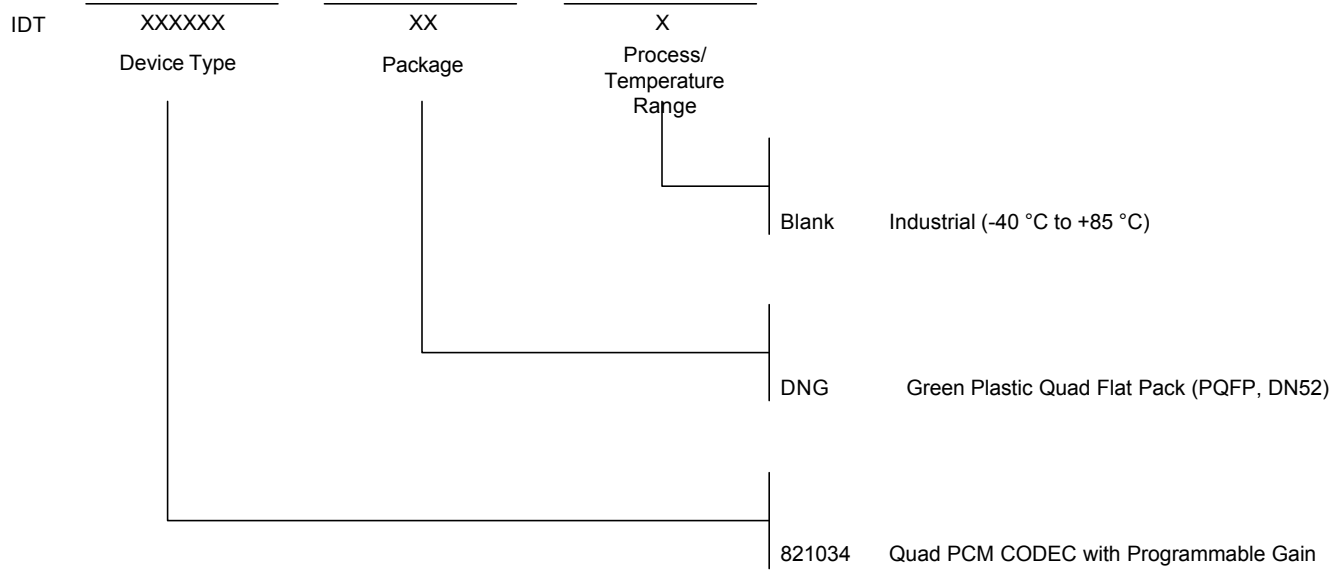 IDT XXXXXX XX X
Device Type Package Process/
Temperature
Range
Blank Industrial (-40 °C to +85 °C)
DNG Green Plastic Quad Flat Pack (PQFP, DN52)
821034 Quad PCM CODEC with Programmable Gain